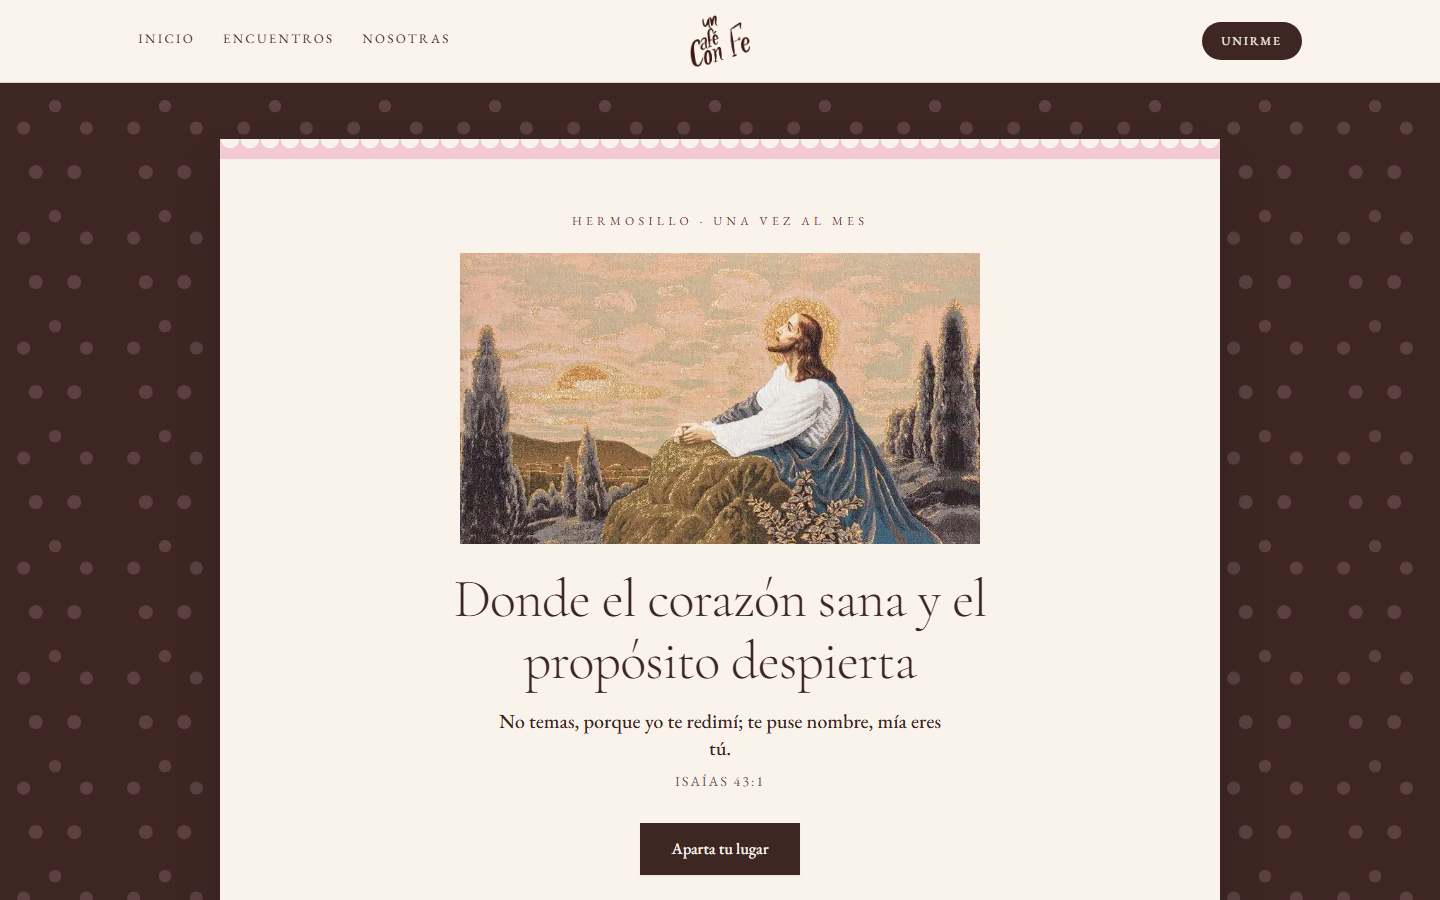 INICIO
ENCUENTROS
NOSOTRAS
un
café
Con Fe
UNIRME
HERMOSILLO · UNA VEZ AL MES
Donde el corazón sana y el
propósito despierta
No temas, porque yo te redimí; te puse nombre, mía eres
tú.
ISAÍAS 43:1
Aparta tu lugar